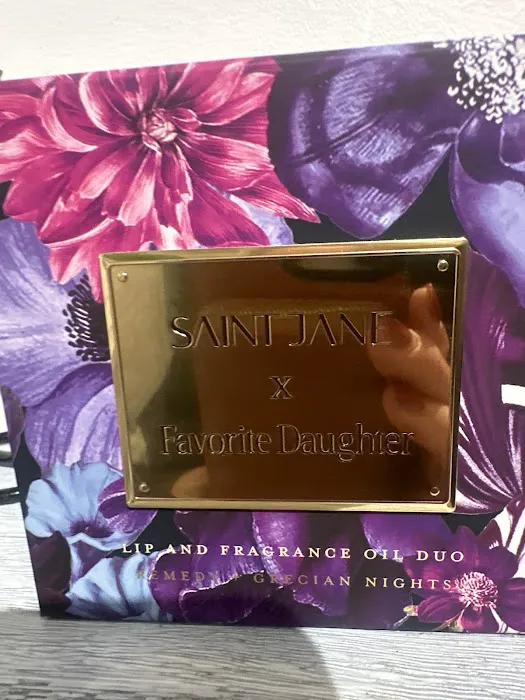 SAINT JANE
X
Favorite Daughter
LIP AND FRAGRANCE OIL DUO
REMEDY + GRECIAN NIGHTS